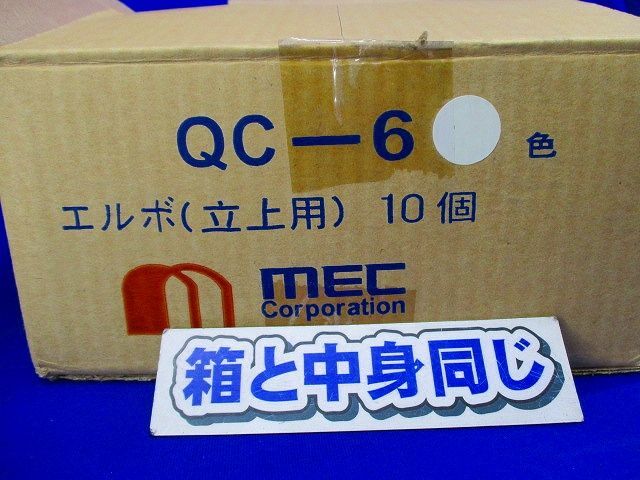 QC－6 色
エルボ(立上用) 10個
mEC
Corporation
箱と中身同じ